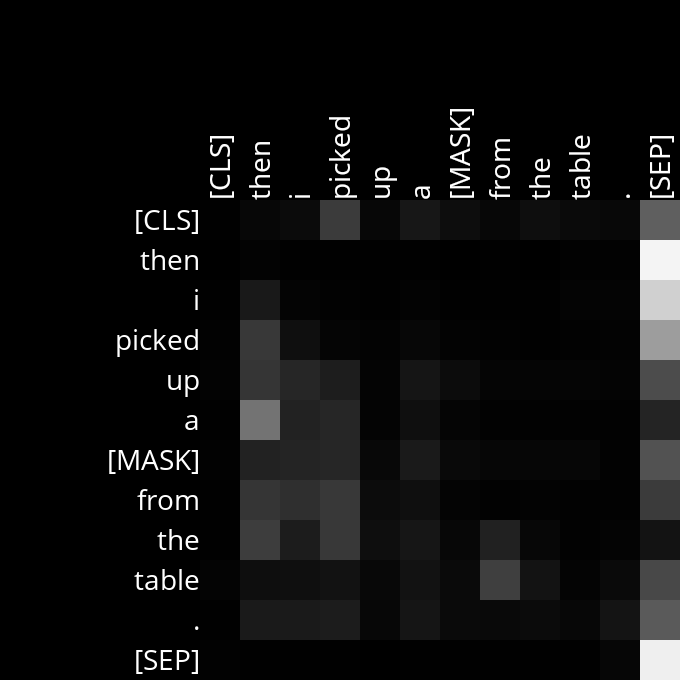 [CLS] then i picked up a [MASK] from the table . [SEP]
[CLS]
then
i
picked
up
a
[MASK]
from
the
table
.
[SEP]